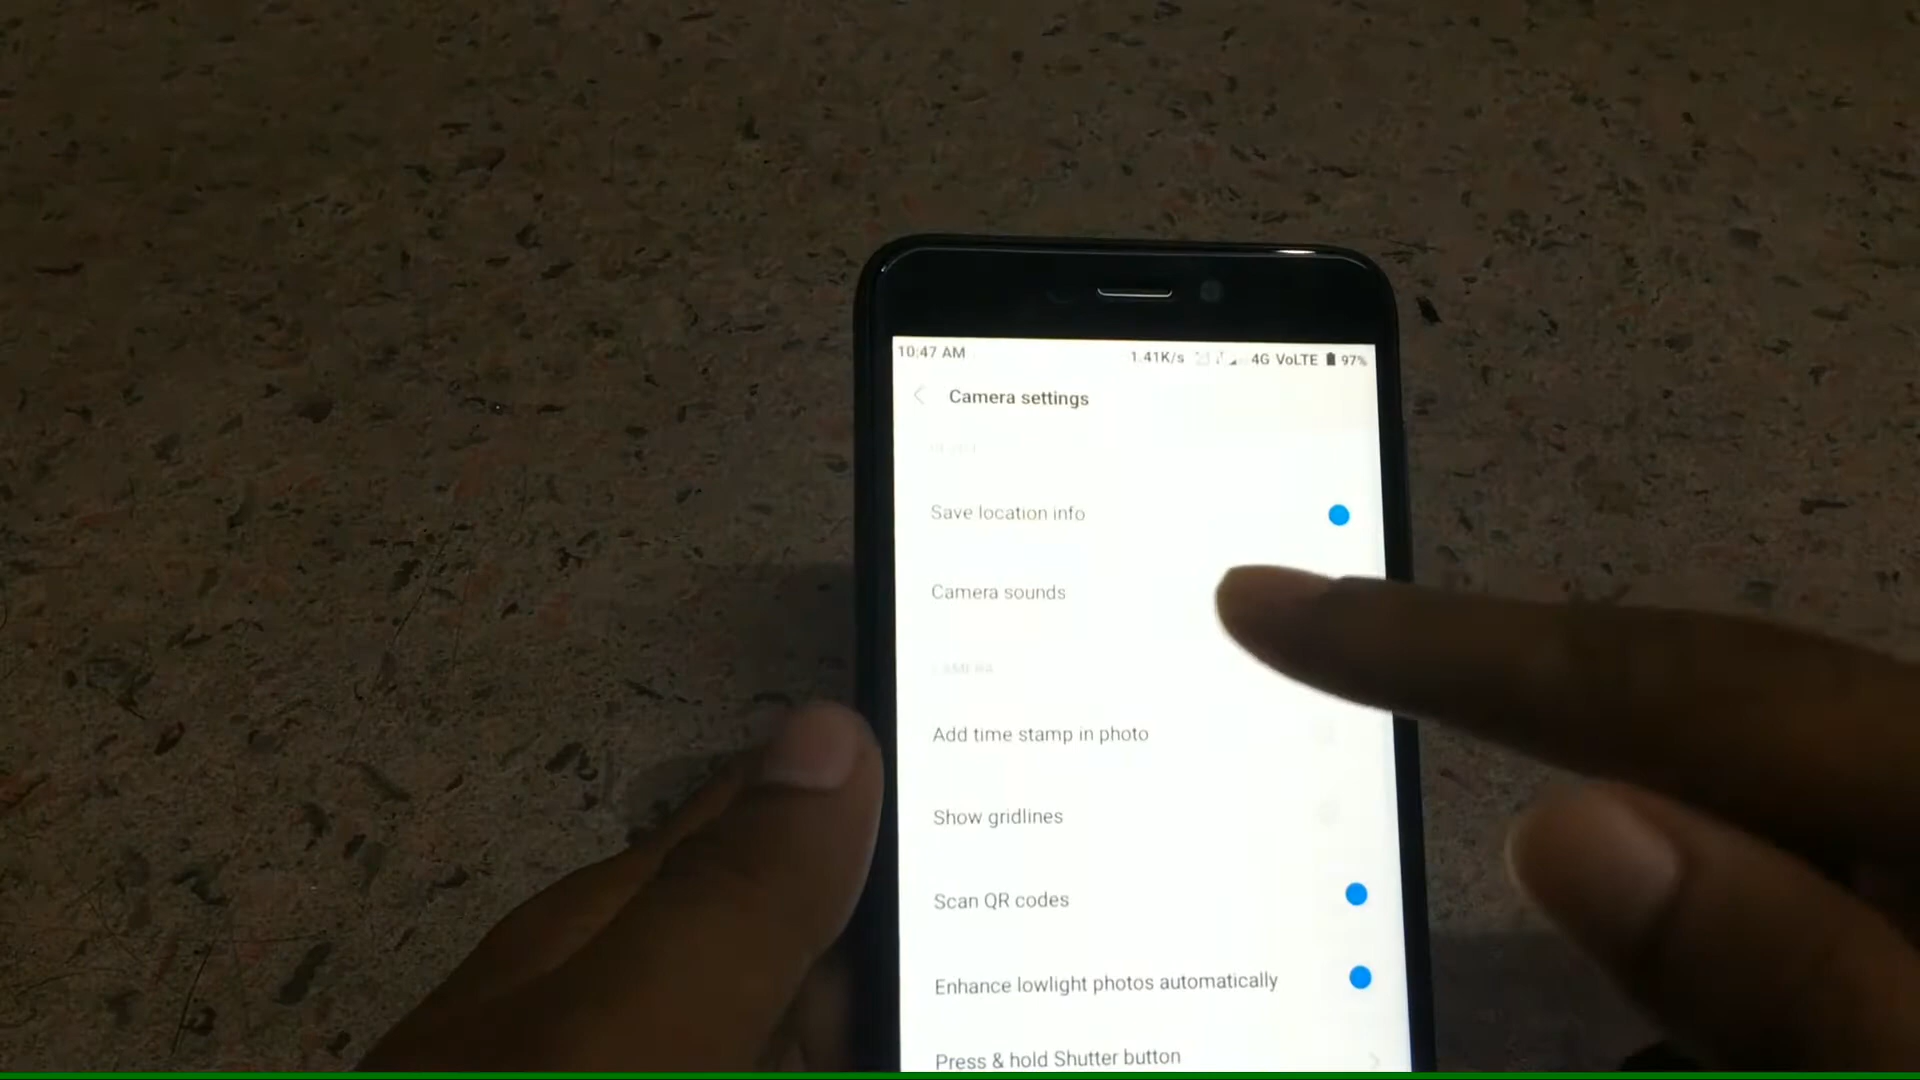 10:47 AM
1.41K/s 4G VoLTE 97%
Camera settings
Save location info
Camera sounds
CAMERA
Add time stamp in photo
Show gridlines
Scan QR codes
Enhance lowlight photos automatically
Press & hold Shutter button